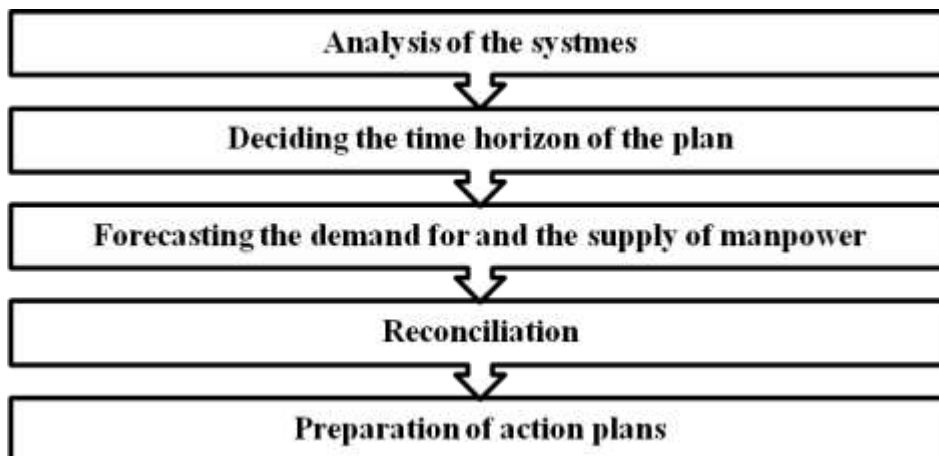 Analysis of the systmes
Deciding the time horizon of the plan
Forecasting the demand for and the supply of manpower
Reconciliation
Preparation of action plans